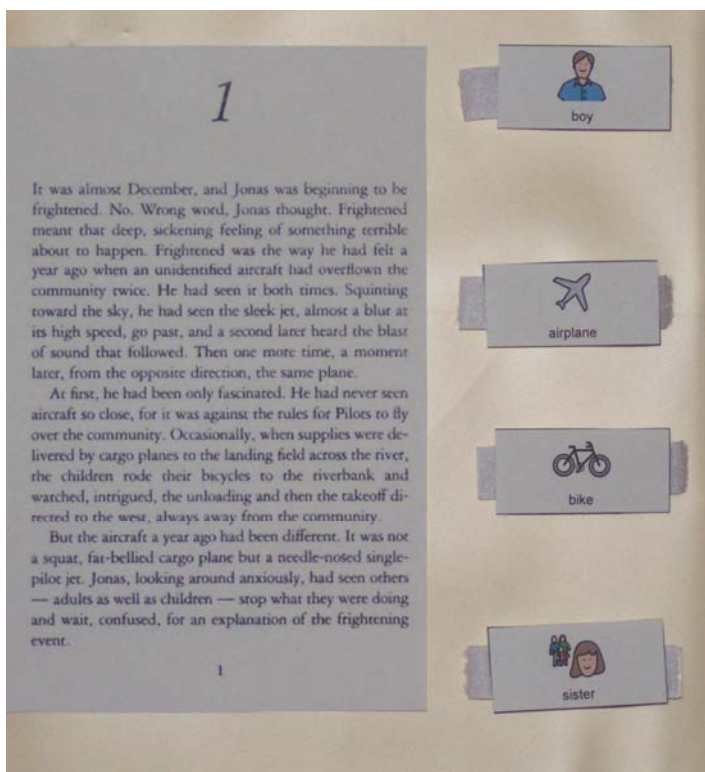 1
It was almost December, and Jonas was beginning to be
frightened. No. Wrong word, Jonas thought. Frightened
meant that deep, sickening feeling of something terrible
about to happen. Frightened was the way he had felt a
year ago when an unidentified aircraft had overflown the
community twice. He had seen it both times. Squinting
toward the sky, he had seen the sleek jet, almost a blur at
its high speed, go past, and a second later heard the blast
of sound that followed. Then one more time, a moment
later, from the opposite direction, the same plane.
At first, he had been only fascinated. He had never seen
aircraft so close, for it was against the rules for Pilots to fly
over the community. Occasionally, when supplies were de-
livered by cargo planes to the landing field across the river,
the children rode their bicycles to the riverbank and
watched, intrigued, the unloading and then the takeoff di-
rected to the west, always away from the community.
But the aircraft a year ago had been different. It was not
a squat, fat-bellied cargo plane but a needle-nosed single-
pilot jet. Jonas, looking around anxiously, had seen others
— adults as well as children — stop what they were doing
and wait, confused, for an explanation of the frightening
event.
1
boy
airplane
bike
sister